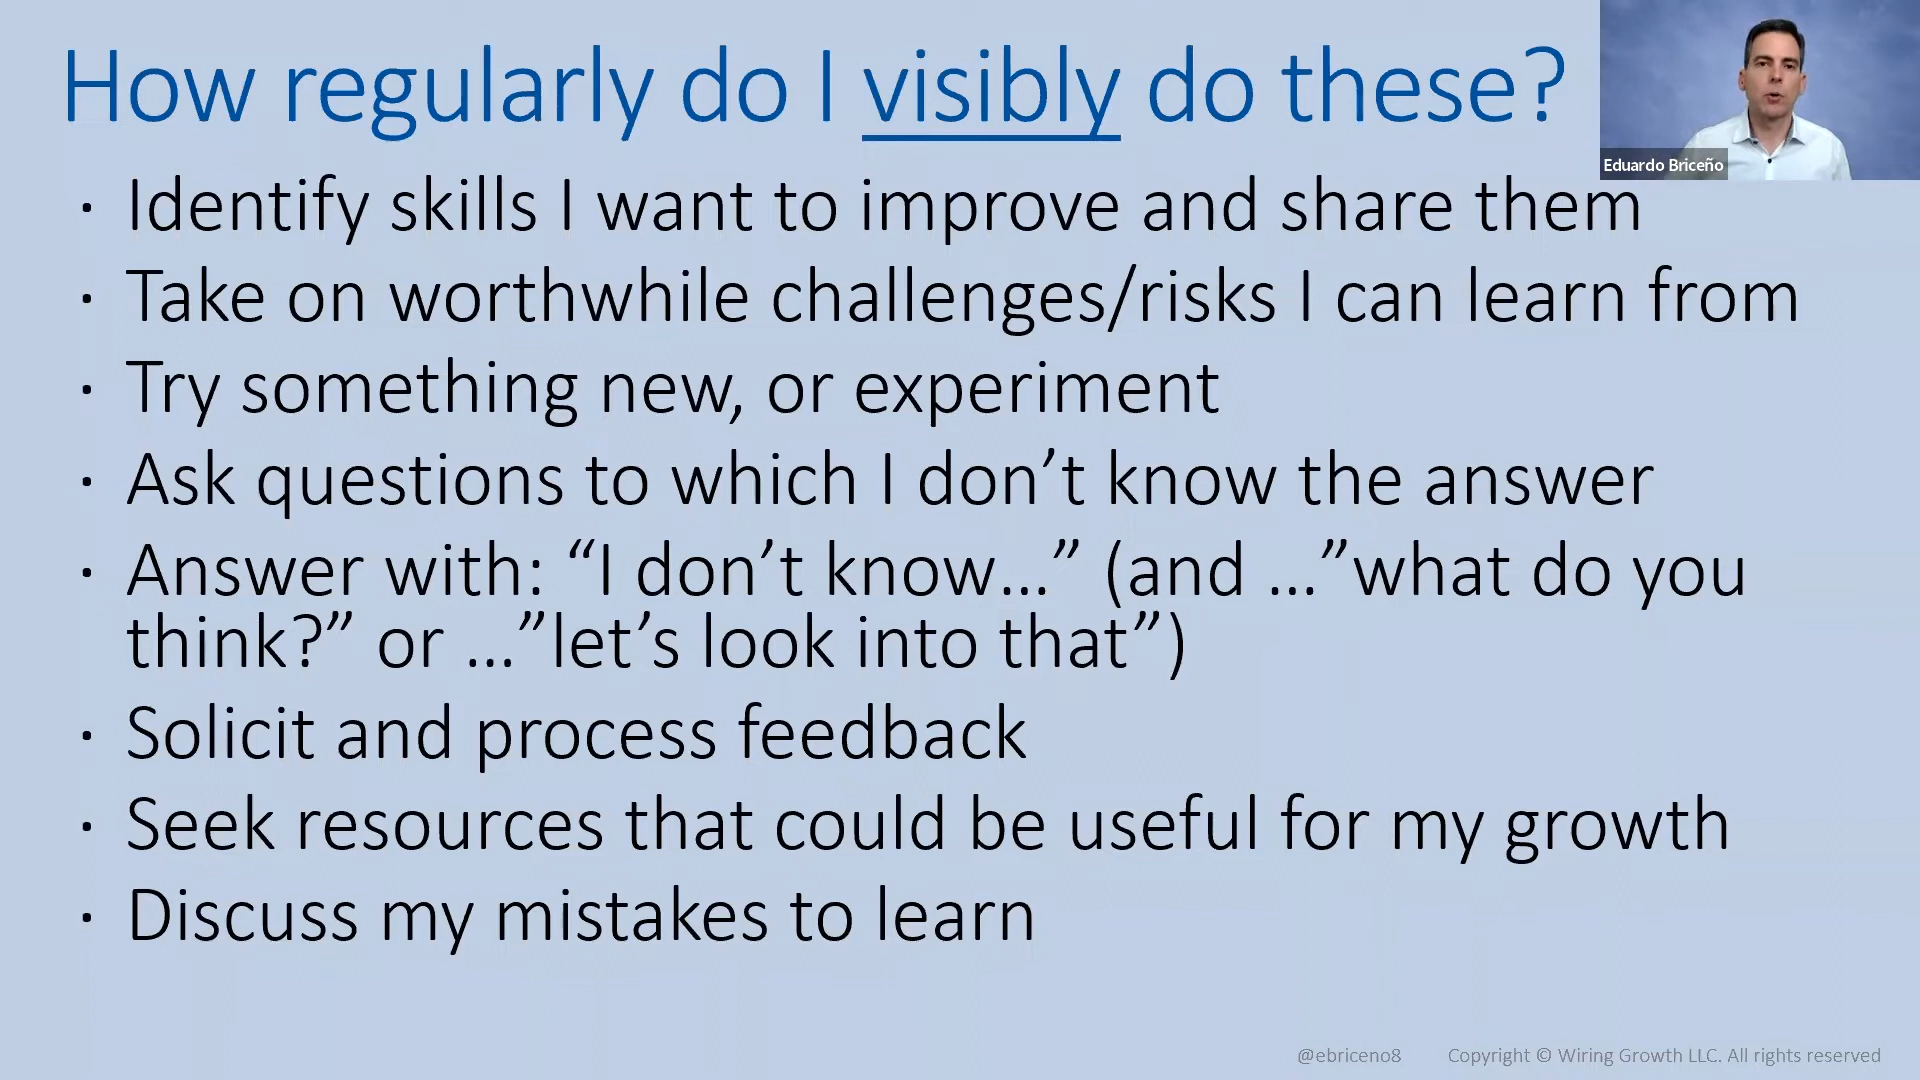 How regularly do I visibly do these?
Eduardo Briceño
· Identify skills I want to improve and share them
· Take on worthwhile challenges/risks I can learn from
· Try something new, or experiment
· Ask questions to which I don’t know the answer
· Answer with: “I don’t know…” (and …”what do you
think?” or …”let’s look into that”)
· Solicit and process feedback
· Seek resources that could be useful for my growth
· Discuss my mistakes to learn
@ebriceno8 Copyright © Wiring Growth LLC. All rights reserved